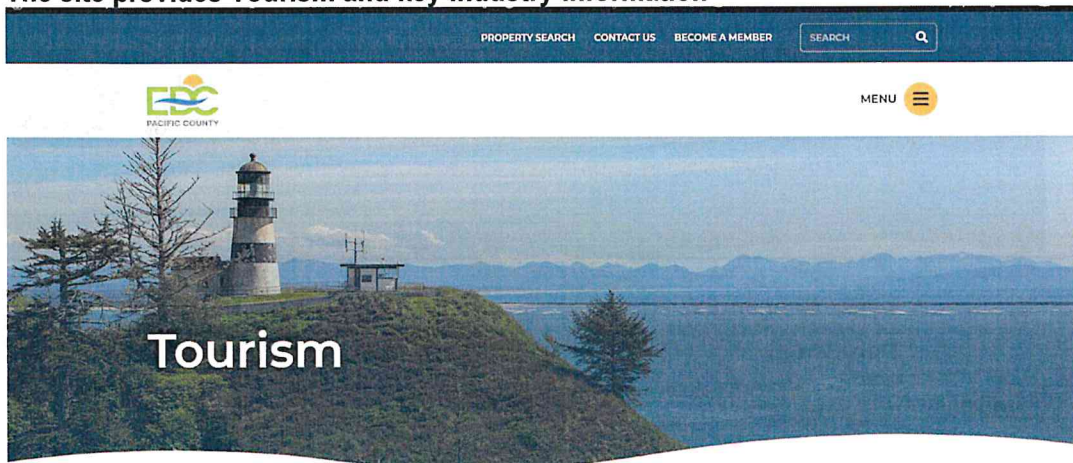 The site provides Tourism and key industry information
PROPERTY SEARCH CONTACT US BECOME A MEMBER SEARCH
EDC
PACIFIC COUNTY
MENU
Tourism